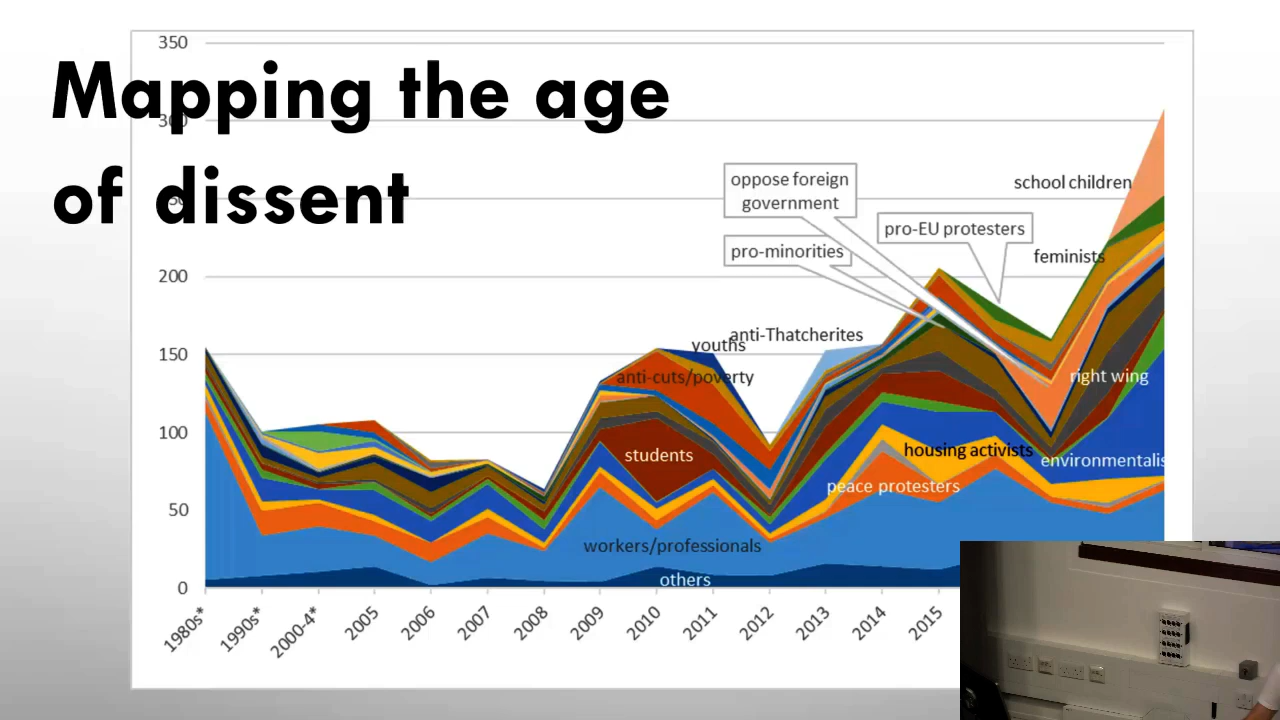 Mapping the age
of dissent
350
300
200
150
100
50
0
oppose foreign
government
pro-minorities
pro-EU protesters
school children
feminists
anti-Thatcherites
youths
anti-cuts/poverty
right wing
students
housing activists
environmentalis
peace protesters
workers/professionals
others
1980s*
1990s*
2000-4*
2005
2006
2007
2008
2009
2010
2011
2012
2013
2014
2015